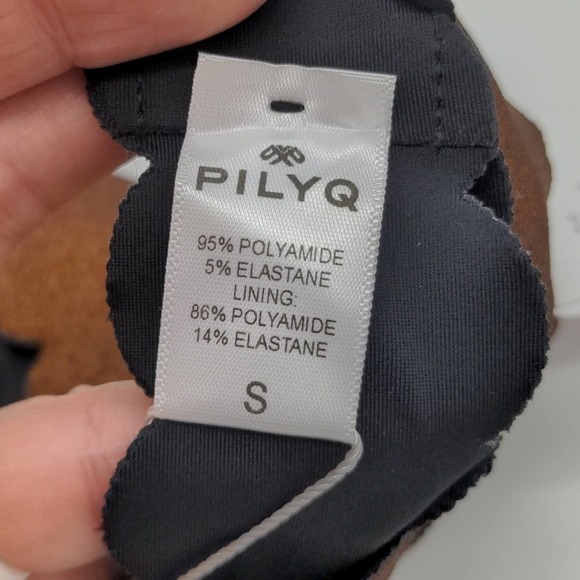 PILYQ
95% POLYAMIDE
5% ELASTANE
LINING:
86% POLYAMIDE
14% ELASTANE
S